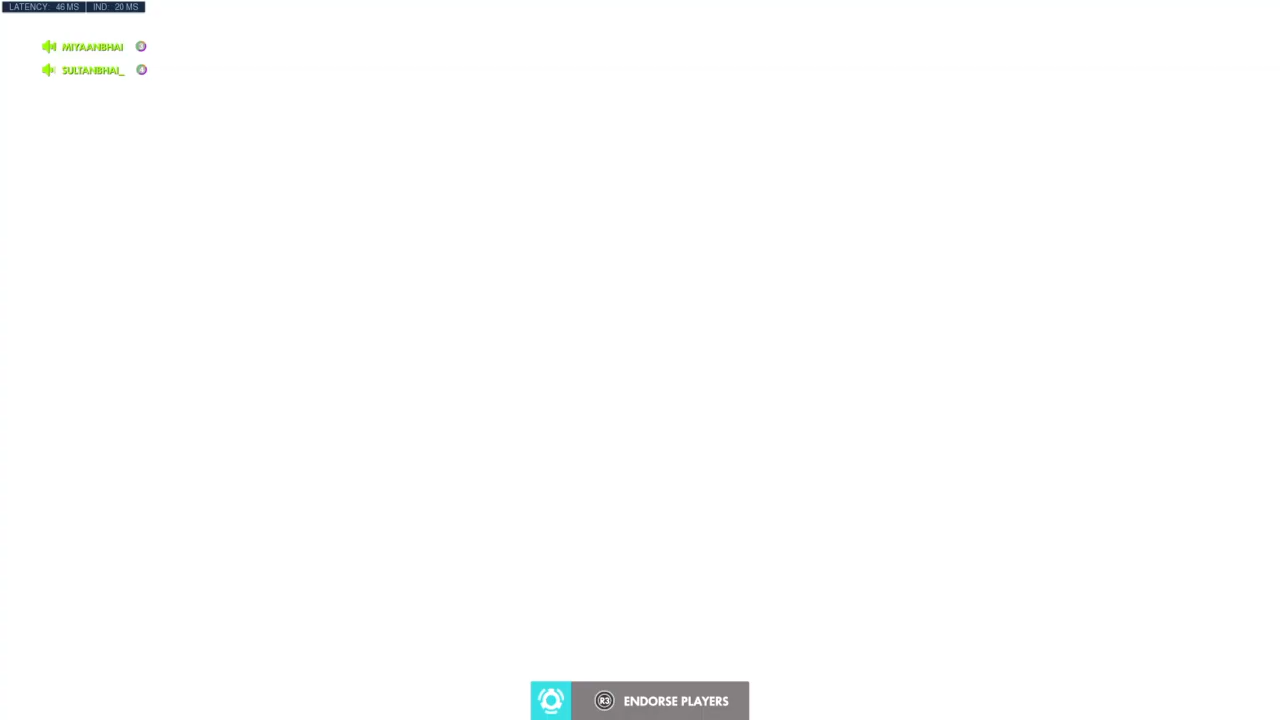 LATENCY: 46 MS | IND: 20 MS
MIYAANBHAI
SULTANBHAI_
R3 ENDORSE PLAYERS